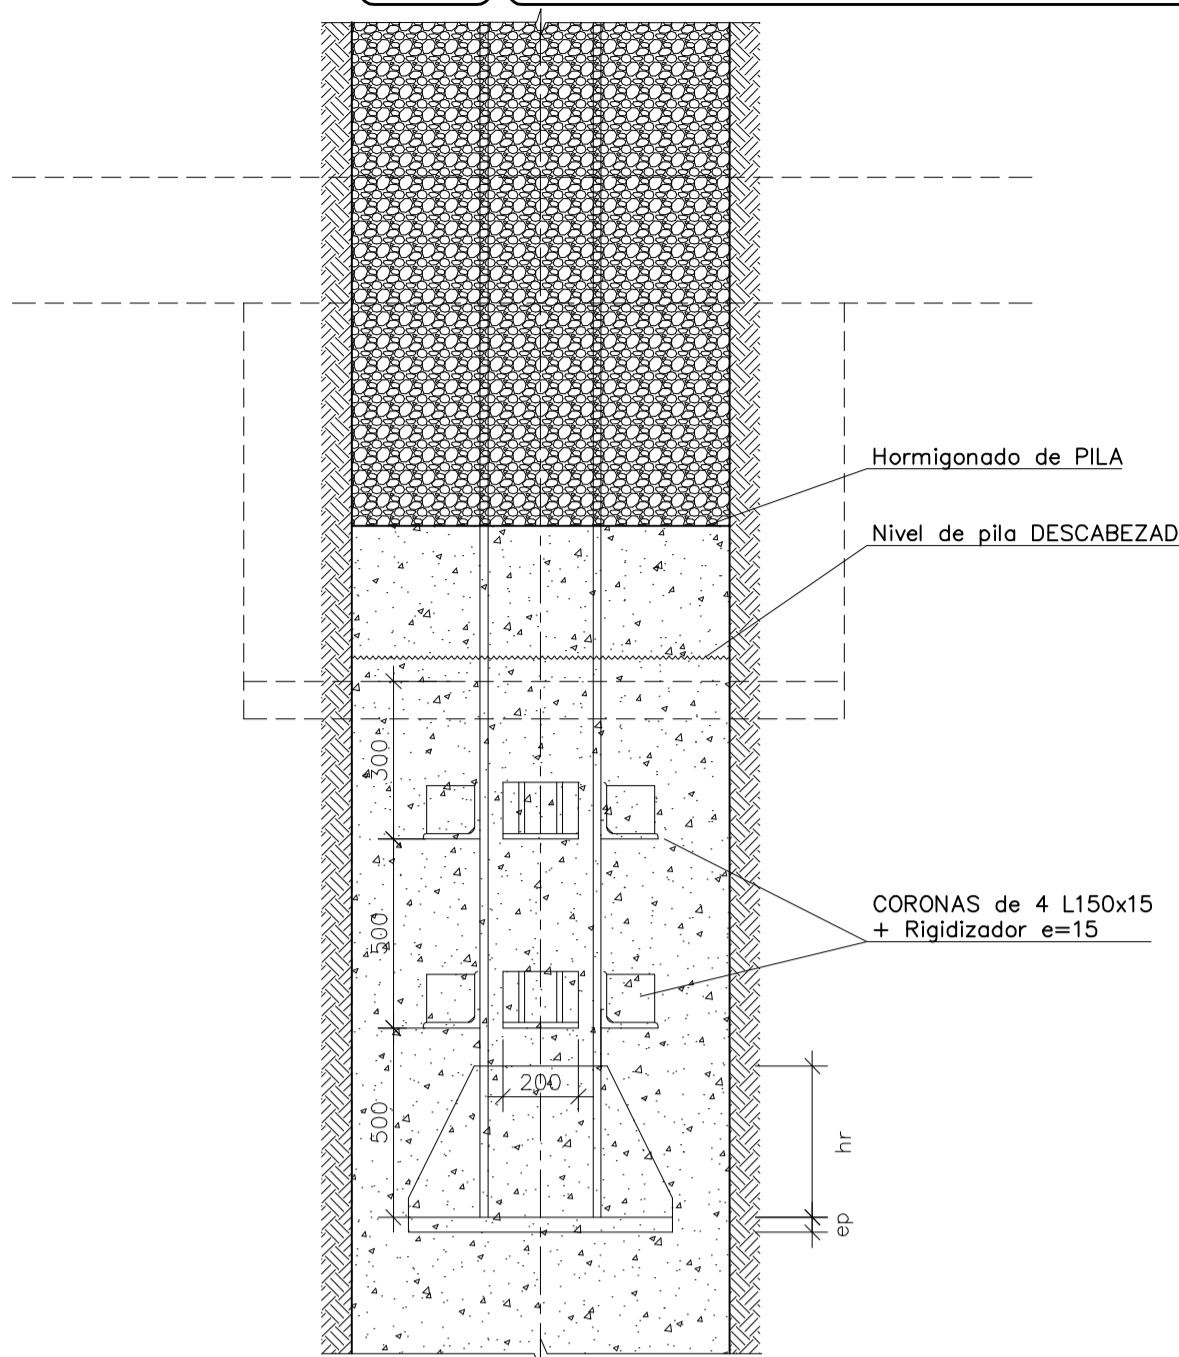 Hormigonado de PILA
Nivel de pila DESCABEZAD
300
500
CORONAS de 4 L150x15
+ Rigidizador e=15
200
500
hr
ep